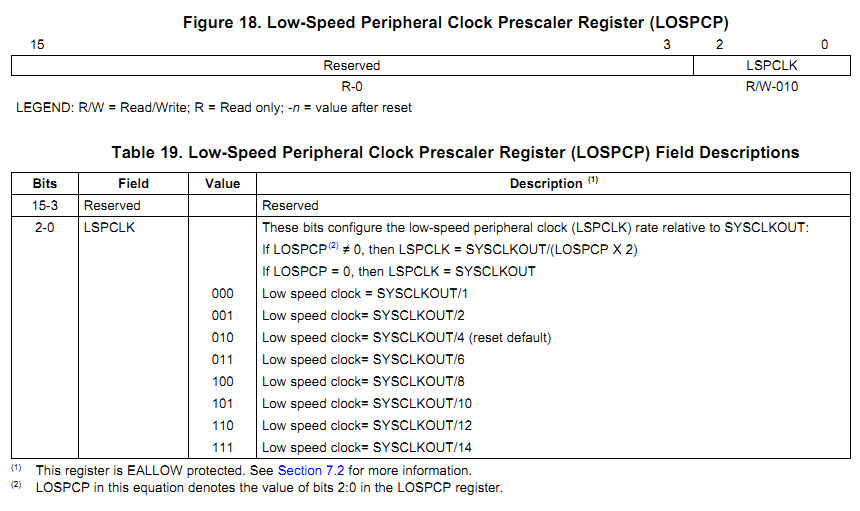 Figure 18. Low-Speed Peripheral Clock Prescaler Register (LOSPCP)
15 3 2 0
Reserved LSPCLK
R-0 R/W-010
LEGEND: R/W = Read/Write; R = Read only; -n = value after reset
Table 19. Low-Speed Peripheral Clock Prescaler Register (LOSPCP) Field Descriptions
Bits Field Value Description (1)
15-3 Reserved Reserved
2-0 LSPCLK These bits configure the low-speed peripheral clock (LSPCLK) rate relative to SYSCLKOUT:
If LOSPCP(2) ≠ 0, then LSPCLK = SYSCLKOUT/(LOSPCP X 2)
If LOSPCP = 0, then LSPCLK = SYSCLKOUT
000 Low speed clock = SYSCLKOUT/1
001 Low speed clock= SYSCLKOUT/2
010 Low speed clock= SYSCLKOUT/4 (reset default)
011 Low speed clock= SYSCLKOUT/6
100 Low speed clock= SYSCLKOUT/8
101 Low speed clock= SYSCLKOUT/10
110 Low speed clock= SYSCLKOUT/12
111 Low speed clock= SYSCLKOUT/14
(1) This register is EALLOW protected. See Section 7.2 for more information.
(2) LOSPCP in this equation denotes the value of bits 2:0 in the LOSPCP register.